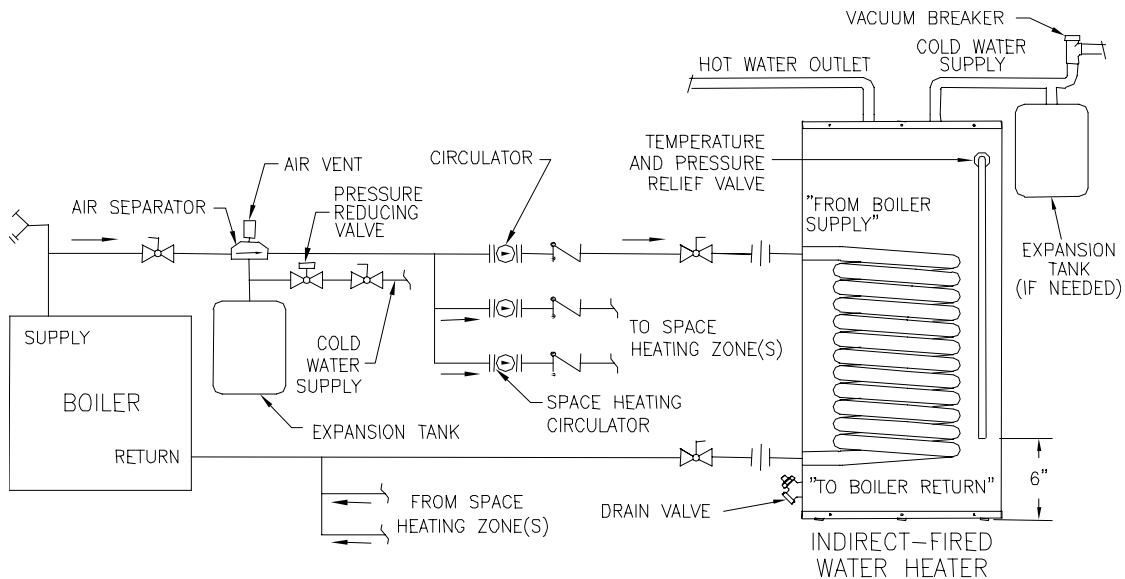 VACUUM BREAKER
COLD WATER
SUPPLY
HOT WATER OUTLET
TEMPERATURE
AND PRESSURE
RELIEF VALVE
CIRCULATOR
AIR VENT
PRESSURE
REDUCING
VALVE
AIR SEPARATOR
"FROM BOILER
SUPPLY"
EXPANSION
TANK
(IF NEEDED)
SUPPLY
BOILER
RETURN
COLD
WATER
SUPPLY
TO SPACE
HEATING ZONE(S)
SPACE HEATING
CIRCULATOR
EXPANSION TANK
FROM SPACE
HEATING ZONE(S)
"TO BOILER RETURN"
6"
DRAIN VALVE
INDIRECT-FIRED
WATER HEATER